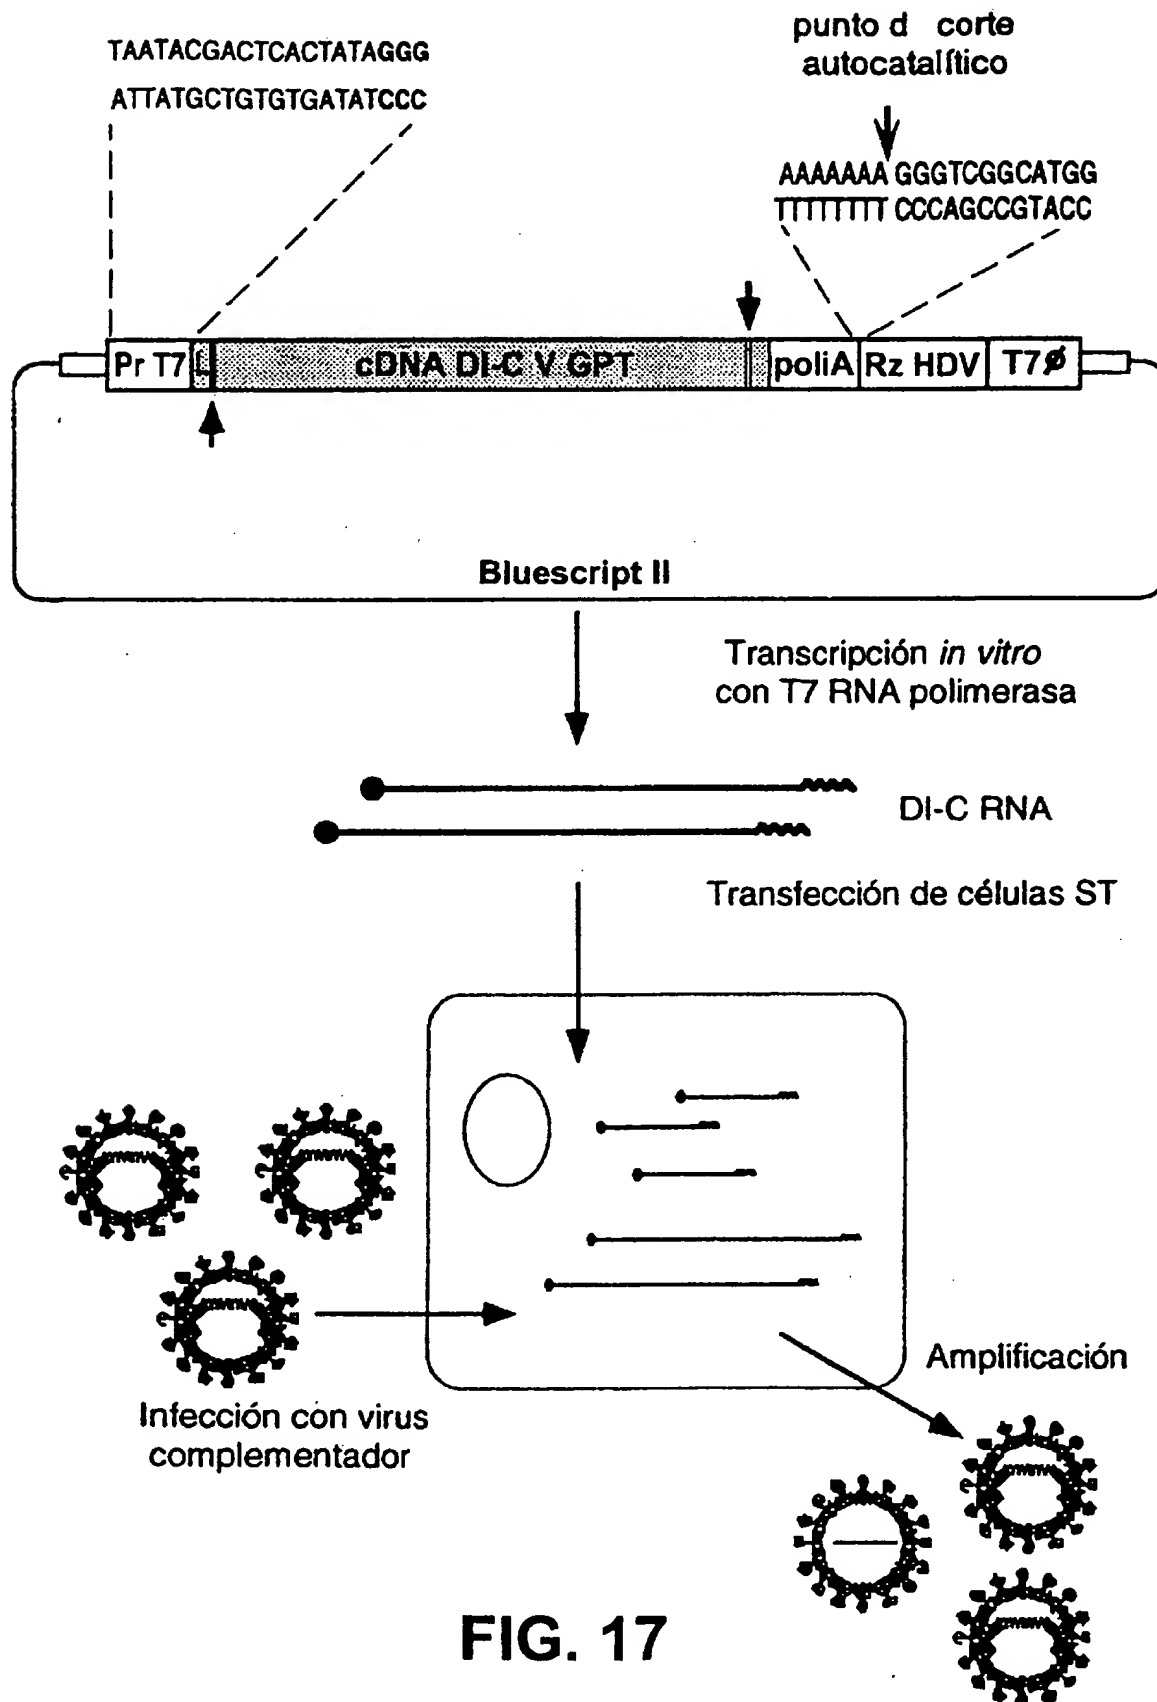 TAATACGACTCACTATAGGG
ATTATGCTGTGTGATATCCC
punto d corte
autocatalítico
AAAAAAA GGGTCGGCATGG
TTTTTTTT CCCAGCCGTACC
Pr T7 L cDNA DI-C V GPT poliA Rz HDV T7Ø
Bluescript II
Transcripción in vitro
con T7 RNA polimerasa
DI-C RNA
Transfección de células ST
Amplificación
Infección con virus
complementador
FIG. 17